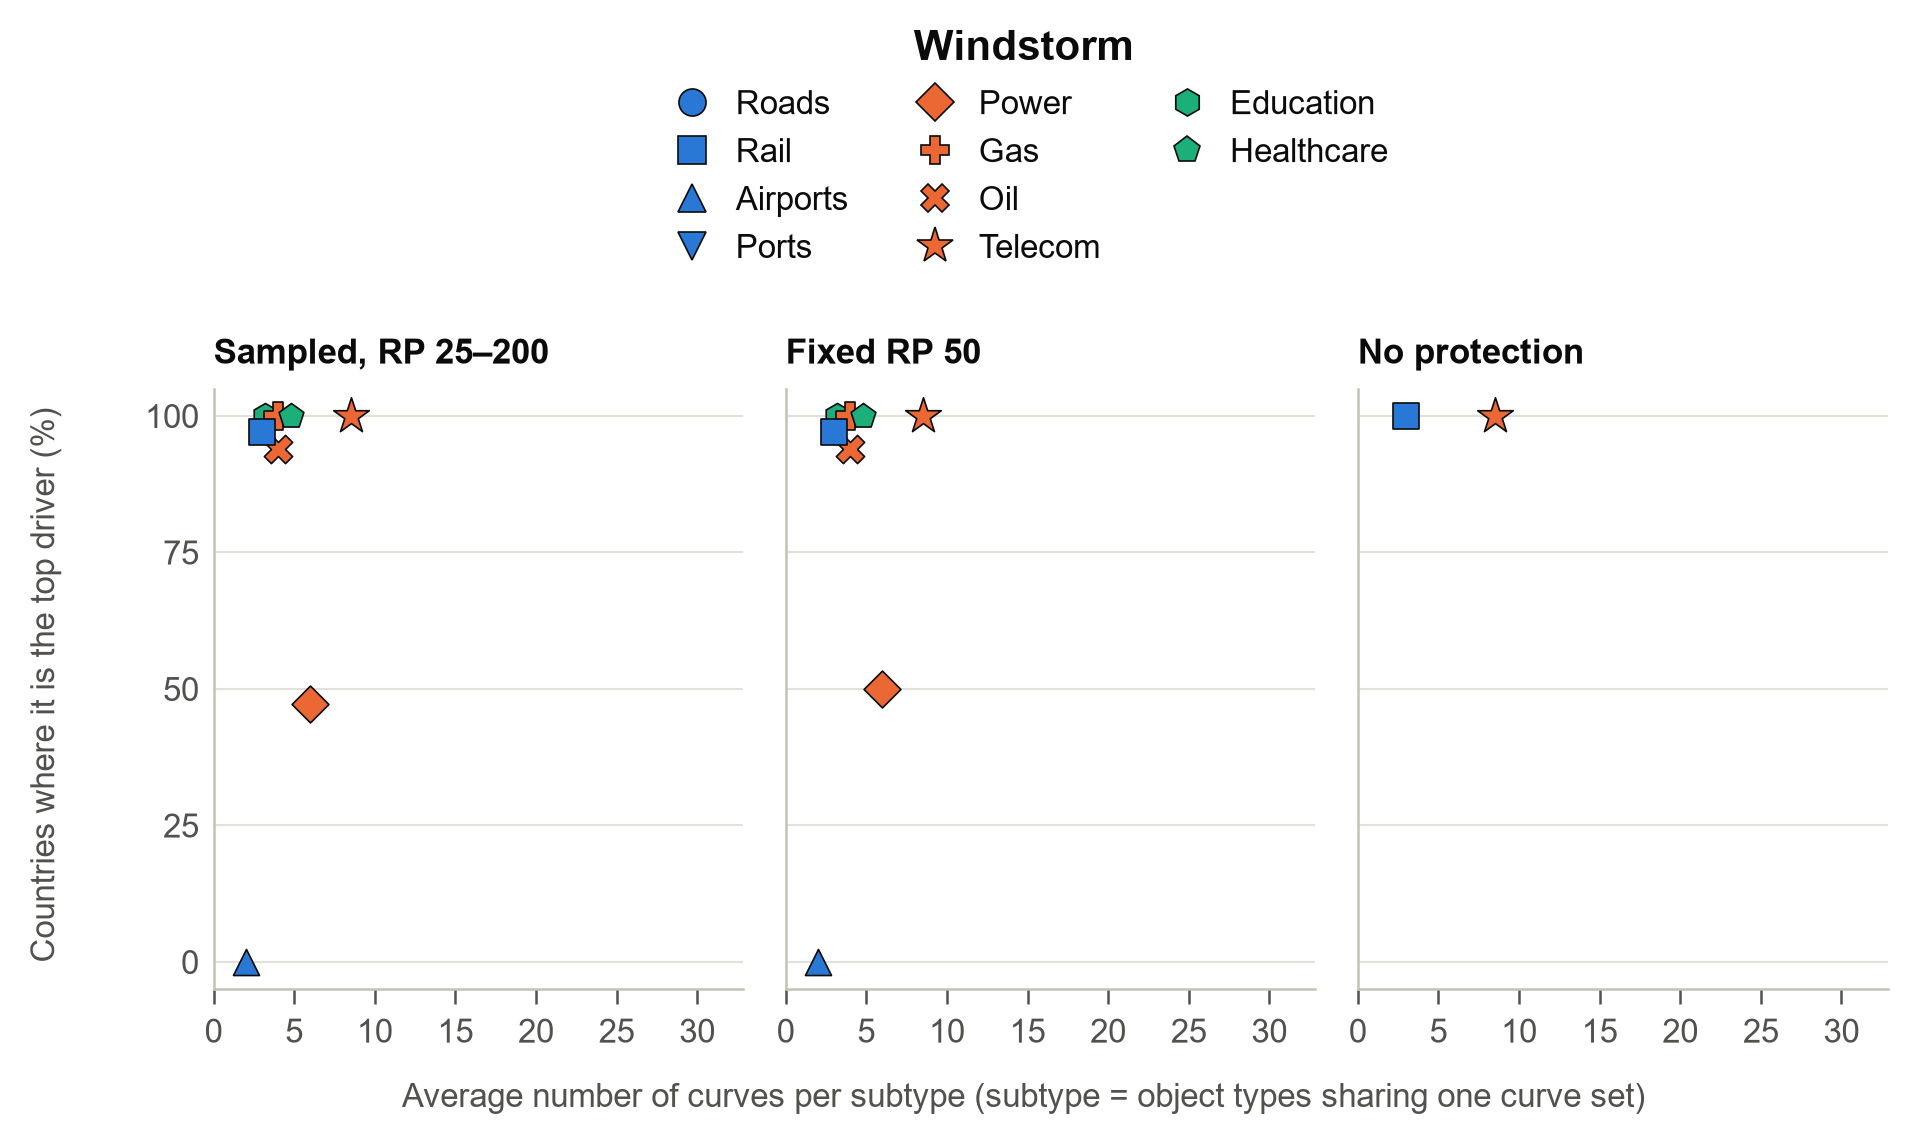 Windstorm
Roads
Rail
Airports
Ports
Power
Gas
Oil
Telecom
Education
Healthcare
Sampled, RP 25–200
Fixed RP 50
No protection
Countries where it is the top driver (%)
100
75
50
25
0
0 5 10 15 20 25 30
0 5 10 15 20 25 30
0 5 10 15 20 25 30
Average number of curves per subtype (subtype = object types sharing one curve set)